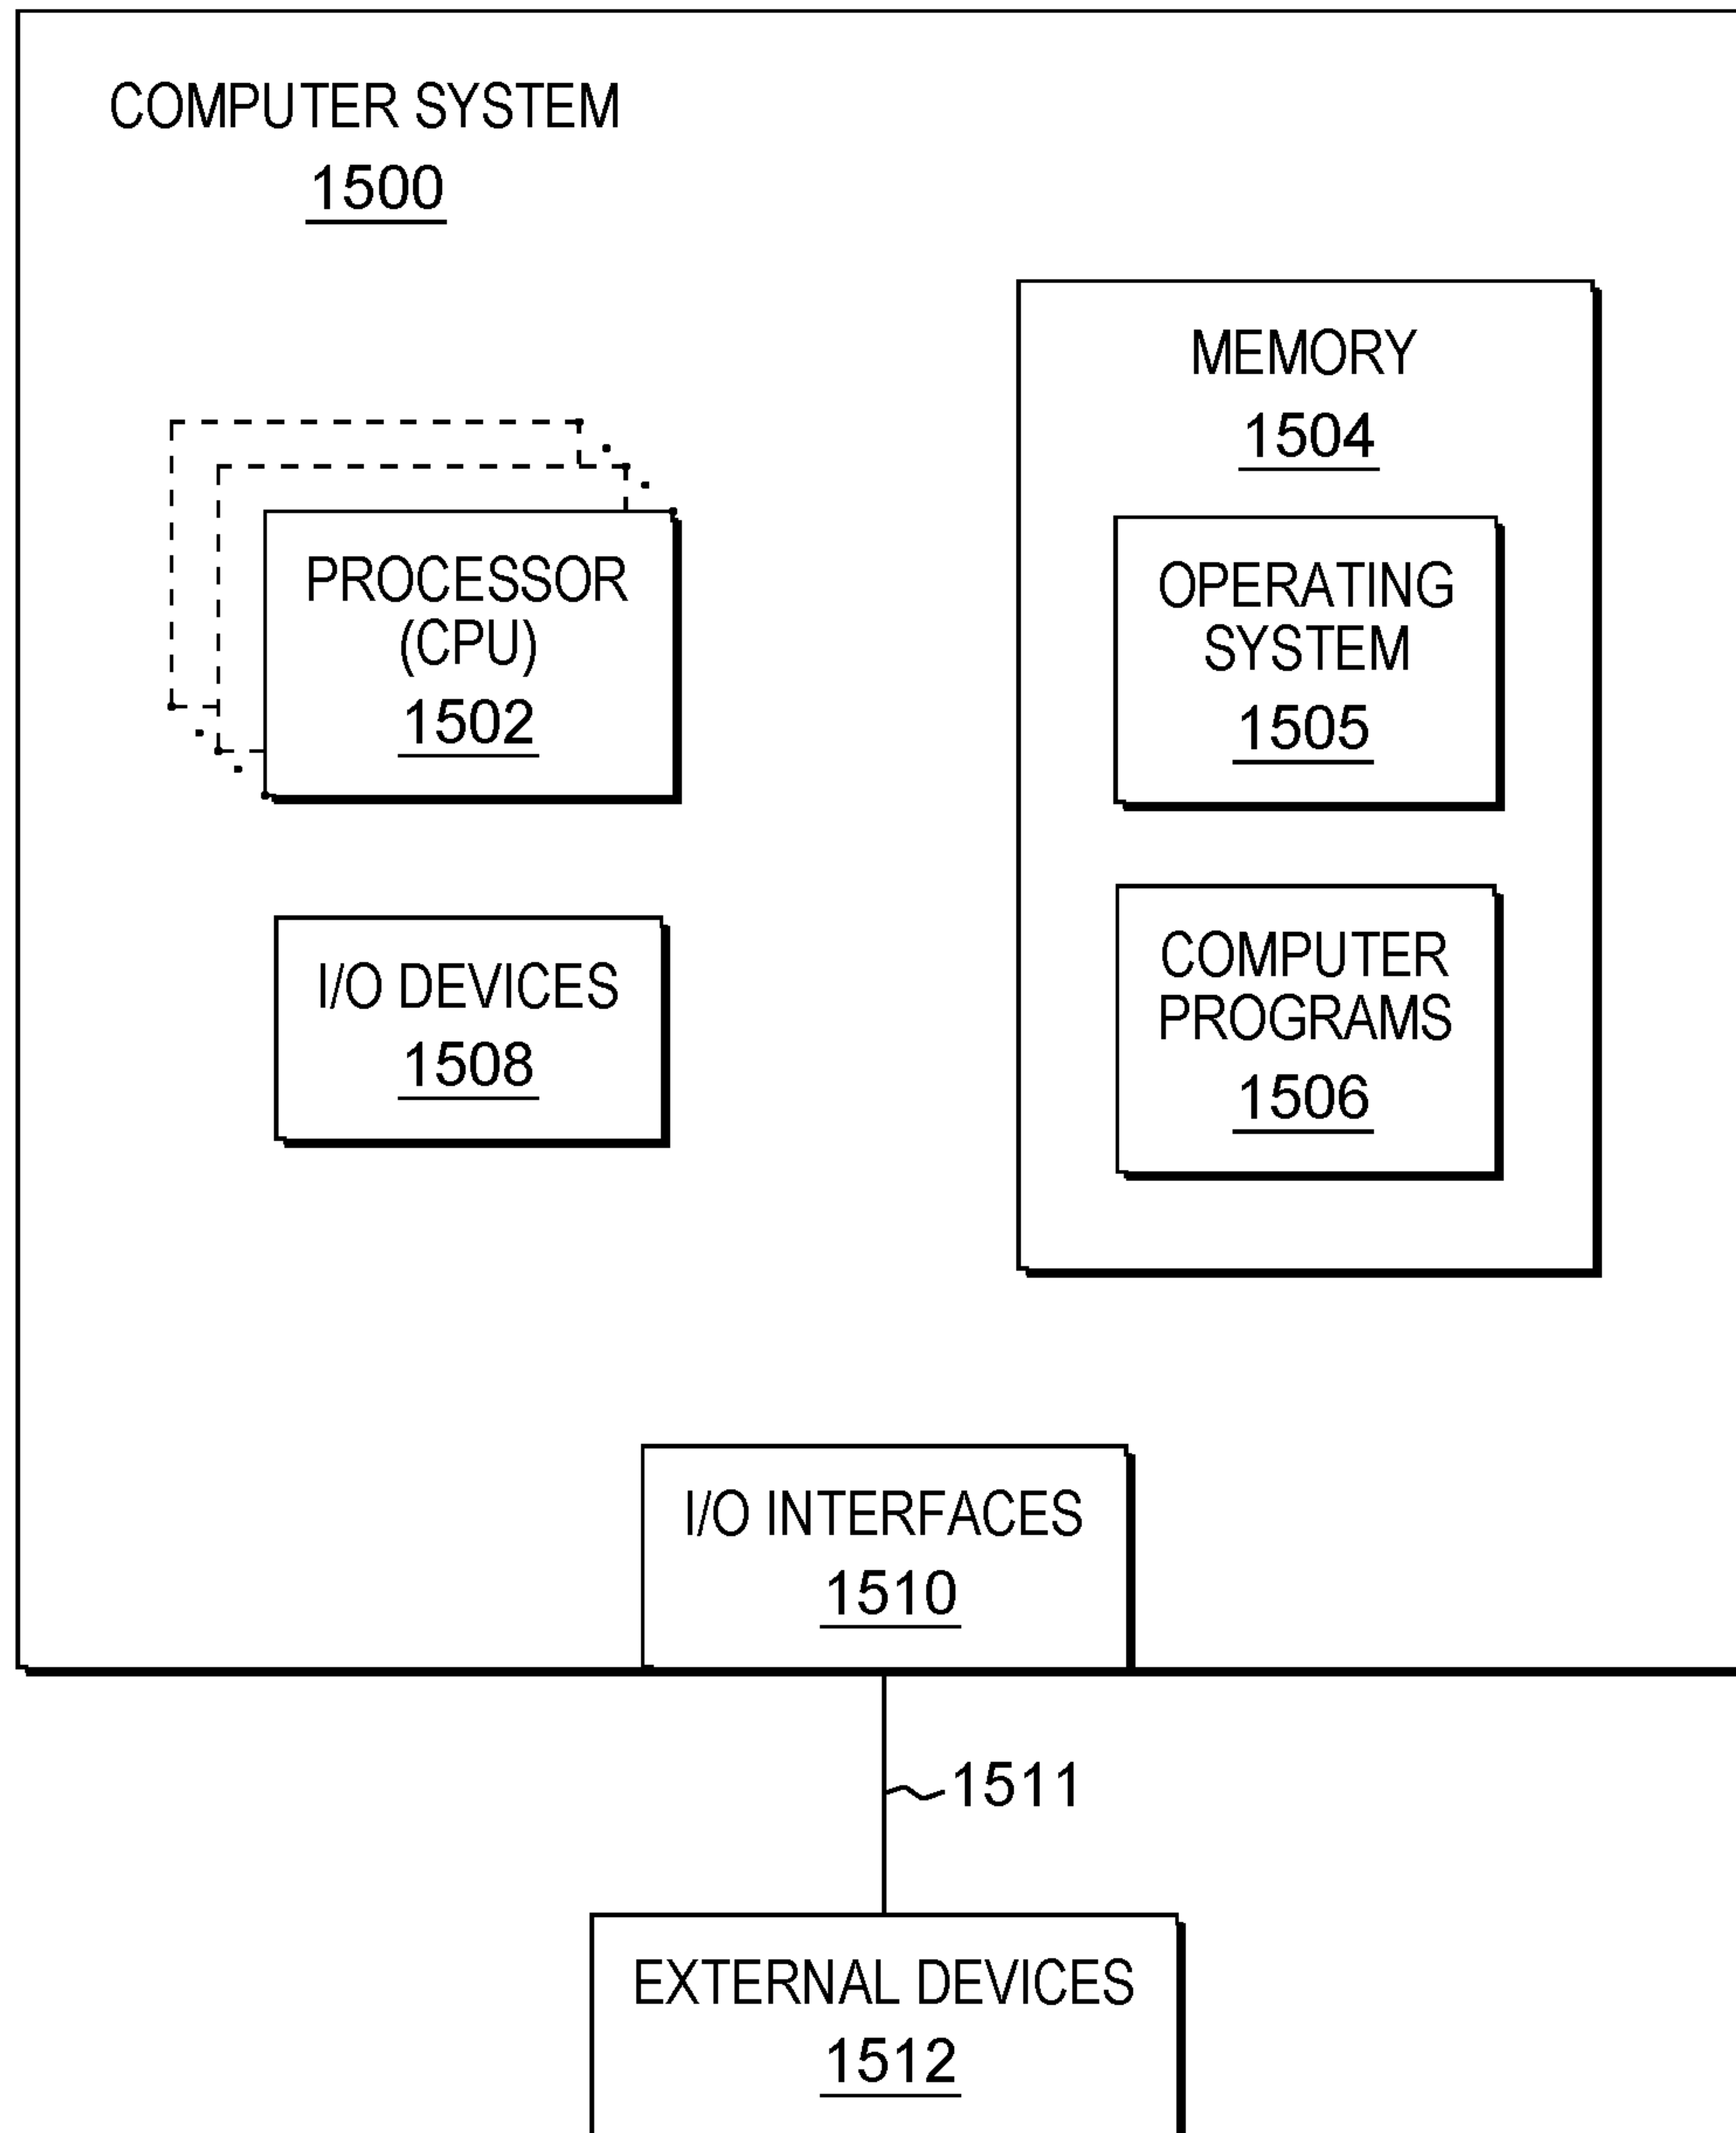 COMPUTER SYSTEM
1500
MEMORY
1504
PROCESSOR
(CPU)
1502
OPERATING
SYSTEM
1505
I/O DEVICES
1508
COMPUTER
PROGRAMS
1506
I/O INTERFACES
1510
1511
EXTERNAL DEVICES
1512